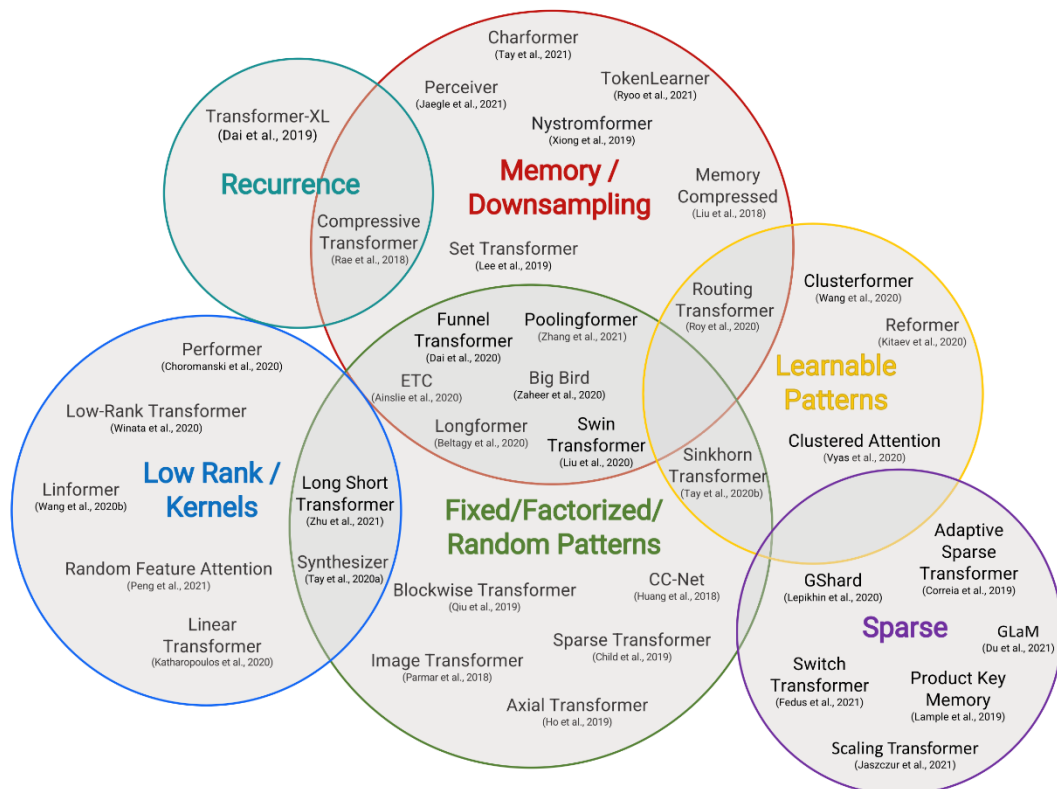 Charformer
(Tay et al., 2021)
Perceiver
(Jaegle et al., 2021)
TokenLearner
(Ryoo et al., 2021)
Transformer-XL
(Dai et al., 2019)
Nystromformer
(Xiong et al., 2019)
Recurrence
Memory /
Downsampling
Memory
Compressed
(Liu et al., 2018)
Compressive
Transformer
(Rae et al., 2018)
Set Transformer
(Lee et al., 2019)
Routing
Transformer
(Roy et al., 2020)
Clusterformer
(Wang et al., 2020)
Reformer
(Kitaev et al., 2020)
Funnel
Transformer
(Dai et al., 2020)
Poolingformer
(Zhang et al., 2021)
Performer
(Choromanski et al., 2020)
Learnable
Patterns
ETC
(Ainslie et al., 2020)
Big Bird
(Zaheer et al., 2020)
Low-Rank Transformer
(Winata et al., 2020)
Longformer
(Beltagy et al., 2020)
Swin
Transformer
(Liu et al., 2020)
Clustered Attention
(Vyas et al., 2020)
Sinkhorn
Transformer
(Tay et al., 2020b)
Low Rank /
Kernels
Linformer
(Wang et al., 2020b)
Long Short
Transformer
(Zhu et al., 2021)
Fixed/Factorized/
Random Patterns
Adaptive
Sparse
Transformer
(Correia et al., 2019)
Random Feature Attention
(Peng et al., 2021)
Synthesizer
(Tay et al., 2020a)
Blockwise Transformer
(Qiu et al., 2019)
CC-Net
(Huang et al., 2018)
GShard
(Lepikhin et al., 2020)
Sparse
GLaM
(Du et al., 2021)
Linear
Transformer
(Katharopoulos et al., 2020)
Image Transformer
(Parmar et al., 2018)
Sparse Transformer
(Child et al., 2019)
Switch
Transformer
(Fedus et al., 2021)
Product Key
Memory
(Lample et al., 2019)
Axial Transformer
(Ho et al., 2019)
Scaling Transformer
(Jaszczur et al., 2021)